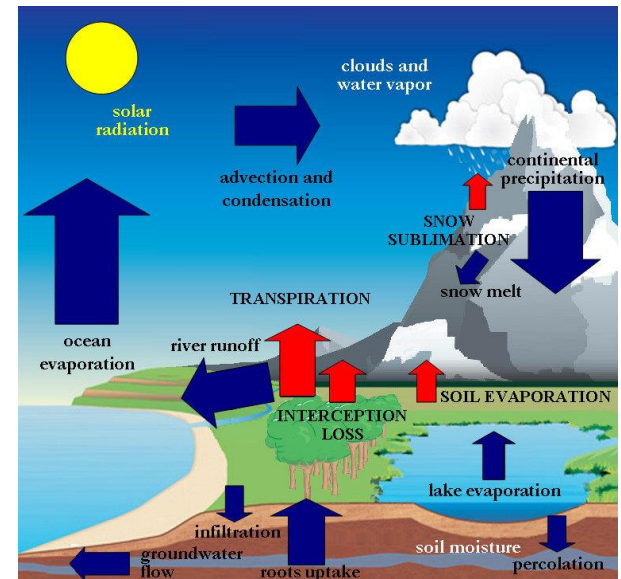 clouds and
water vapor
solar
radiation
advection and
condensation
continental
precipitation
SNOW
SUBLIMATION
snow melt
TRANSPIRATION
ocean
evaporation
river runoff
INTERCEPTION
LOSS
SOIL EVAPORATION
lake evaporation
infiltration
groundwater
flow
roots uptake
soil moisture
percolation